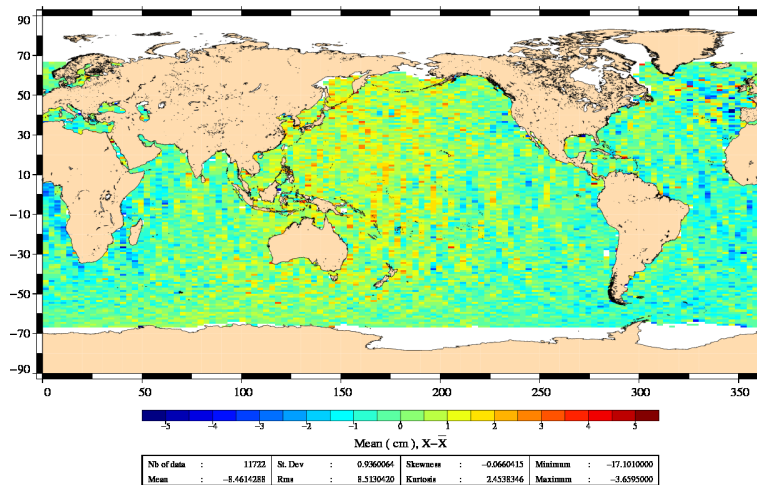 90
70
50
30
10
−10
−30
−50
−70
−90
0 50 100 150 200 250 300 350
−5 −4 −3 −2 −1 0 1 2 3 4 5
Mean ( cm ), X−X̄
Nb of data : 11722 St. Dev : 0.9360064 Skewness : −0.0660415 Minimum : −17.1010000
Mean : −8.4614288 Rms : 8.5130420 Kurtosis : 2.4538346 Maximum : −3.6595000